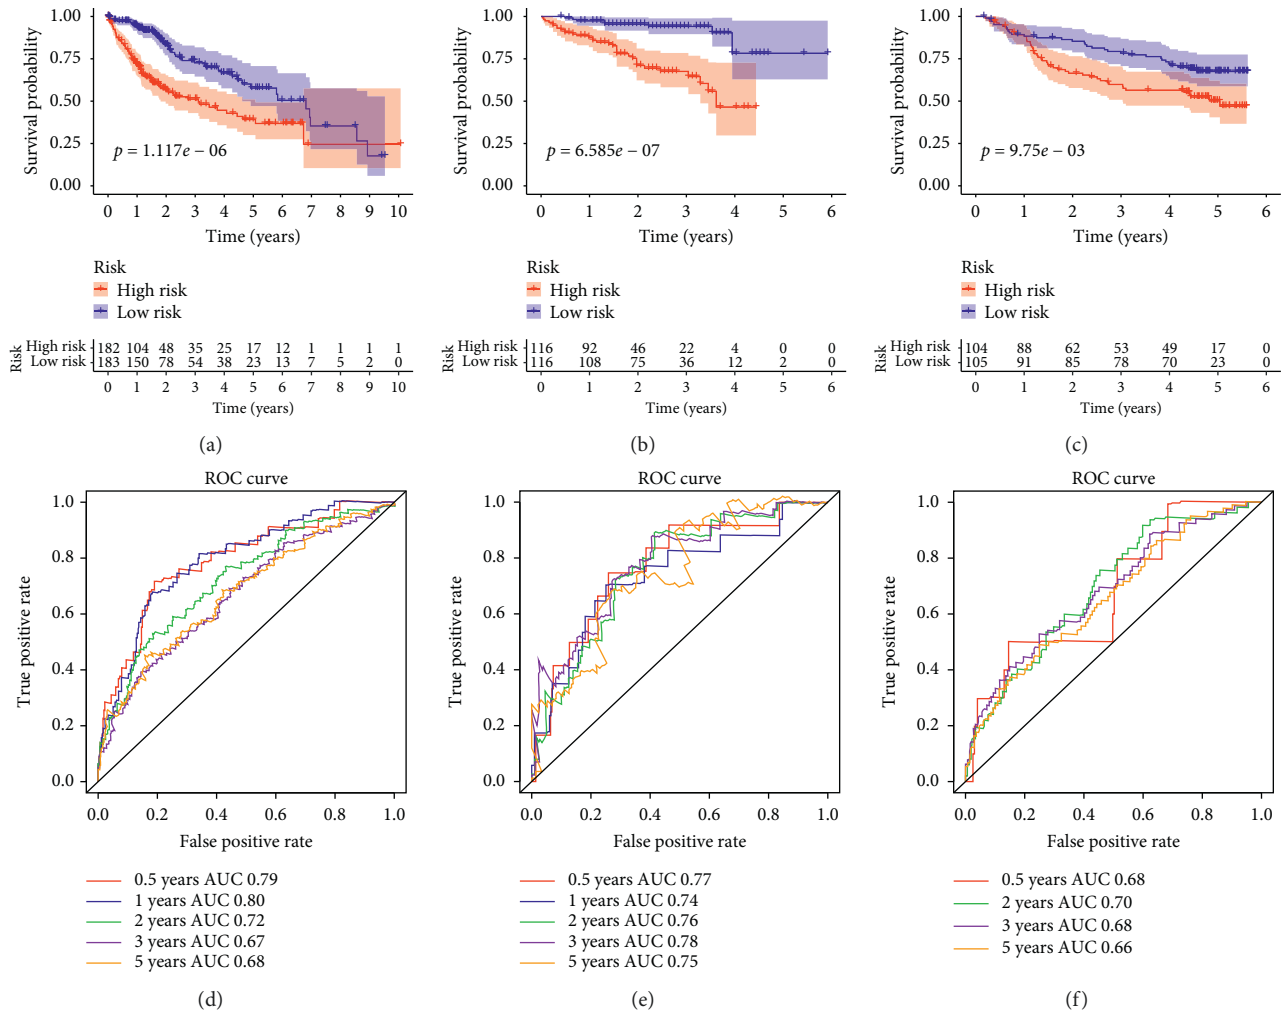 Survival probability
1.00
0.75
0.50
0.25
0.00
p = 1.117e − 06
0 1 2 3 4 5 6 7 8 9 10
Time (years)
Risk
High risk
Low risk
Risk
High risk 182 104 48 35 25 17 12 1 1 1 1
Low risk 183 150 78 54 38 23 13 7 5 2 0
0 1 2 3 4 5 6 7 8 9 10
Time (years)
(a)
Survival probability
1.00
0.75
0.50
0.25
0.00
p = 6.585e − 07
0 1 2 3 4 5 6
Time (years)
Risk
High risk
Low risk
Risk
High risk 116 92 46 22 4 0 0
Low risk 116 108 75 36 12 2 0
0 1 2 3 4 5 6
Time (years)
(b)
Survival probability
1.00
0.75
0.50
0.25
0.00
p = 9.75e − 03
0 1 2 3 4 5 6
Time (years)
Risk
High risk
Low risk
Risk
High risk 104 88 62 53 49 17 0
Low risk 105 91 85 78 70 23 0
0 1 2 3 4 5 6
Time (years)
(c)
ROC curve
True positive rate
1.0
0.8
0.6
0.4
0.2
0.0
0.0 0.2 0.4 0.6 0.8 1.0
False positive rate
0.5 years AUC 0.79
1 years AUC 0.80
2 years AUC 0.72
3 years AUC 0.67
5 years AUC 0.68
(d)
ROC curve
True positive rate
1.0
0.8
0.6
0.4
0.2
0.0
0.0 0.2 0.4 0.6 0.8 1.0
False positive rate
0.5 years AUC 0.77
1 years AUC 0.74
2 years AUC 0.76
3 years AUC 0.78
5 years AUC 0.75
(e)
ROC curve
True positive rate
1.0
0.8
0.6
0.4
0.2
0.0
0.0 0.2 0.4 0.6 0.8 1.0
False positive rate
0.5 years AUC 0.68
2 years AUC 0.70
3 years AUC 0.68
5 years AUC 0.66
(f)